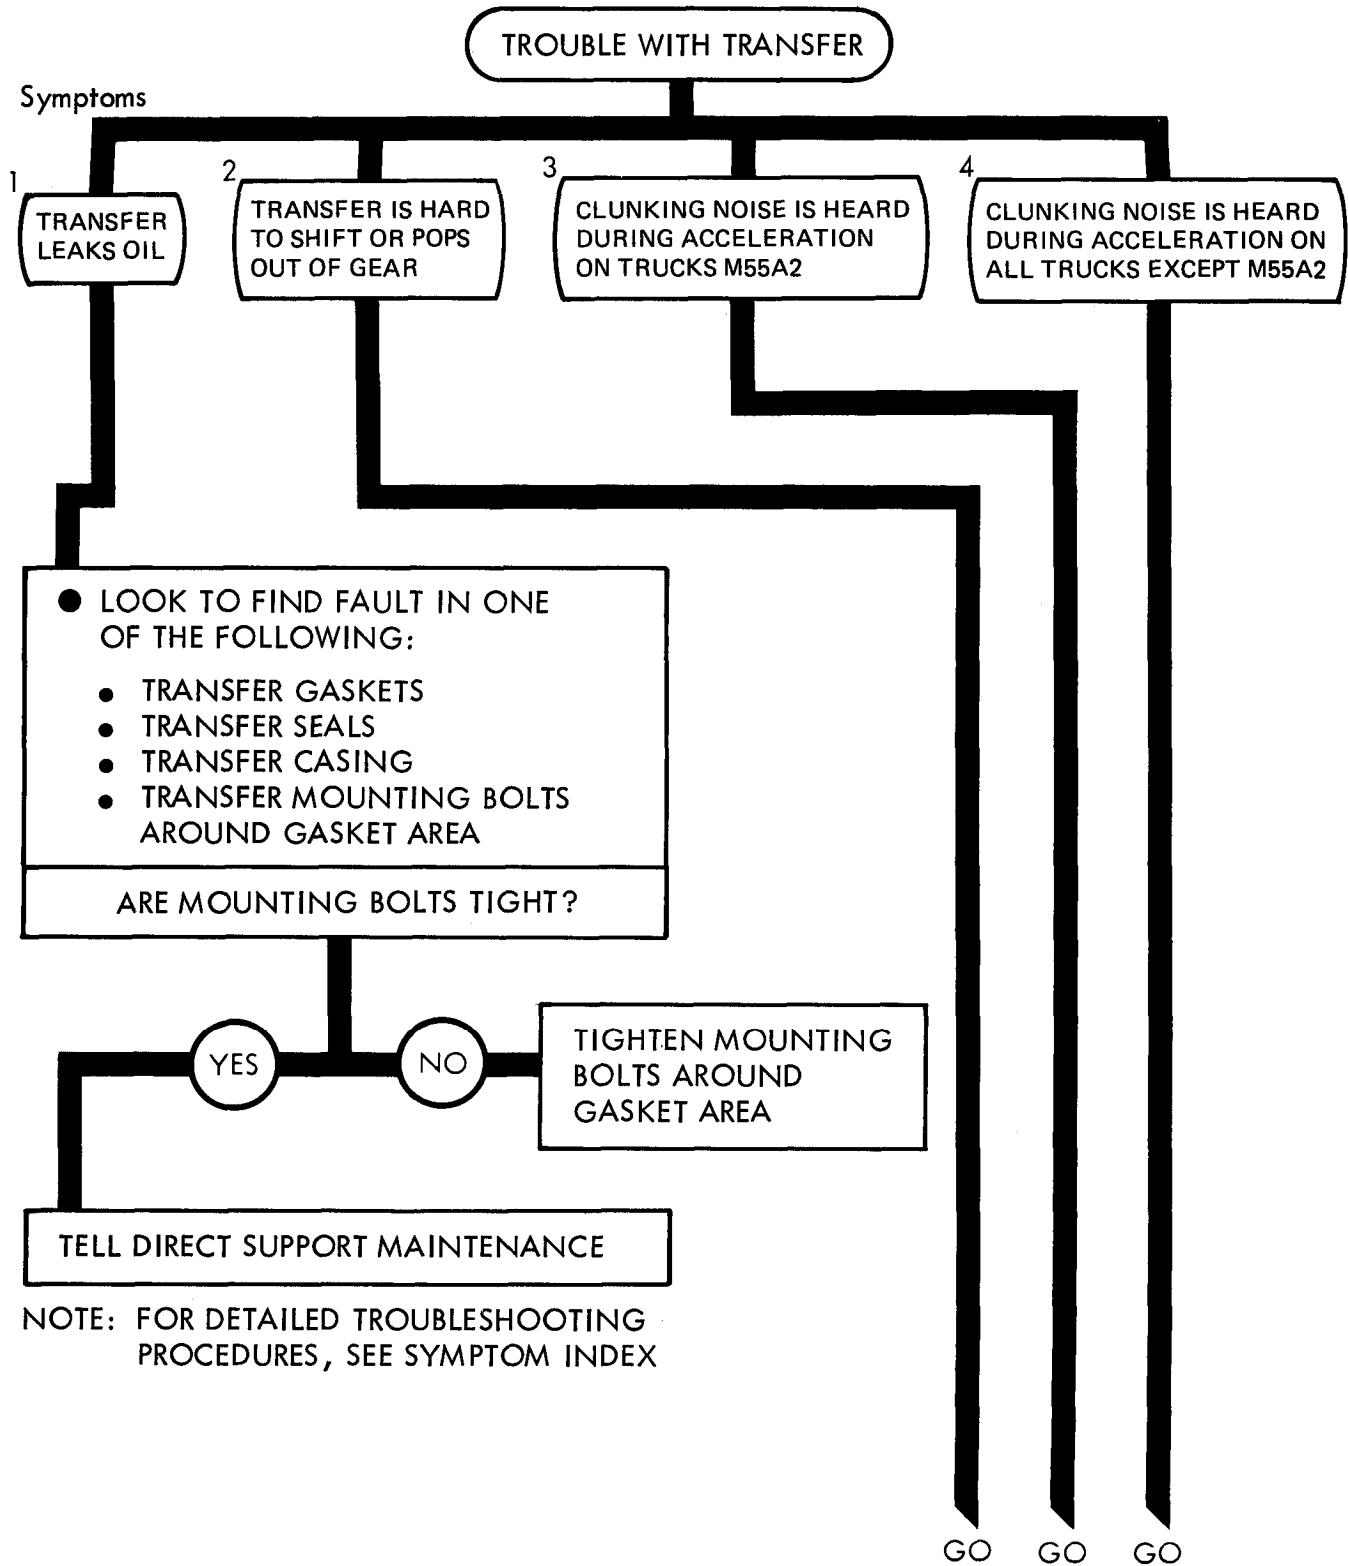 TROUBLE WITH TRANSFER
Symptoms
1
TRANSFER
LEAKS OIL
2
TRANSFER IS HARD
TO SHIFT OR POPS
OUT OF GEAR
3
CLUNKING NOISE IS HEARD
DURING ACCELERATION
ON TRUCKS M55A2
4
CLUNKING NOISE IS HEARD
DURING ACCELERATION ON
ALL TRUCKS EXCEPT M55A2
● LOOK TO FIND FAULT IN ONE
OF THE FOLLOWING:
● TRANSFER GASKETS
● TRANSFER SEALS
● TRANSFER CASING
● TRANSFER MOUNTING BOLTS
AROUND GASKET AREA
ARE MOUNTING BOLTS TIGHT?
YES
NO
TIGHTEN MOUNTING
BOLTS AROUND
GASKET AREA
TELL DIRECT SUPPORT MAINTENANCE
NOTE: FOR DETAILED TROUBLESHOOTING
PROCEDURES, SEE SYMPTOM INDEX
GO
GO
GO